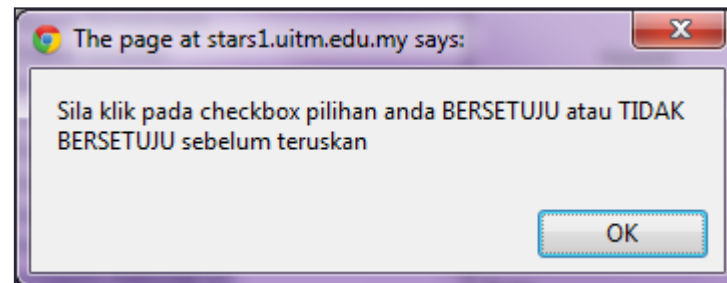 The page at stars1.uitm.edu.my says:
Sila klik pada checkbox pilihan anda BERSETUJU atau TIDAK
BERSETUJU sebelum teruskan
OK